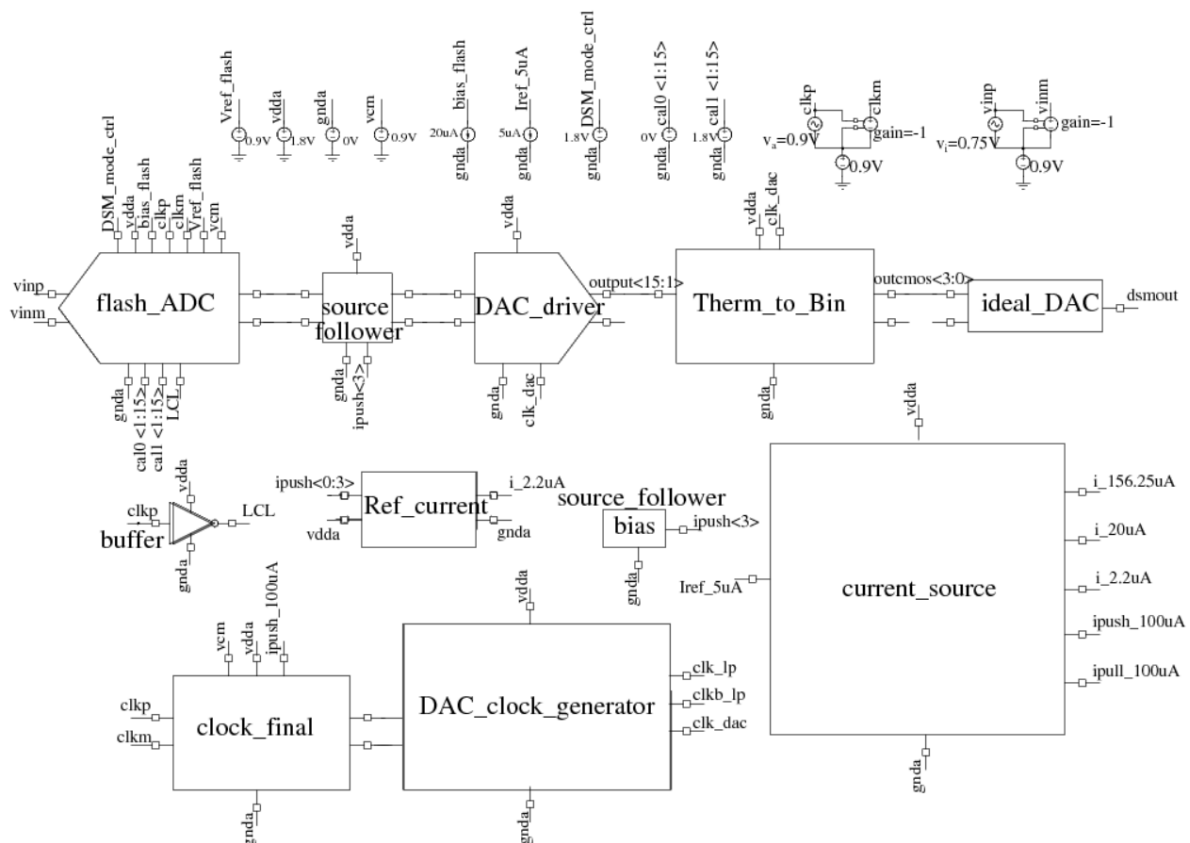 Vref_flash
vdda
gnda
vcm
bias_flash
Iref_5uA
DSM_mode_ctrl
cal0 <1:15>
cal1 <1:15>
clkp
clkm
vinp
vinm
0.9V
1.8V
0V
0.9V
20uA
5uA
1.8V
0V
1.8V
gnda
gnda
gnda
gnda
gnda
va=0.9V
gain=-1
0.9V
vi=0.75V
gain=-1
0.9V
DSM_mode_ctrl
vdda
bias_flash
clkp
clkm
Vref_flash
vcm
vdda
vdda
vdda
clk_dac
vinp
vinm
flash_ADC
source
follower
DAC_driver
output<15:1>
Therm_to_Bin
outcmos<3:0>
ideal_DAC
dsmout
gnda
cal0 <1:15>
cal1 <1:15>
LCL
gnda
ipush<3>
gnda
clk_dac
gnda
vdda
clkp
LCL
buffer
gnda
ipush<0:3>
vdda
Ref_current
i_2.2uA
gnda
source_follower
bias
ipush<3>
gnda
vdda
Iref_5uA
current_source
i_156.25uA
i_20uA
i_2.2uA
ipush_100uA
ipull_100uA
gnda
vcm
vdda
ipush_100uA
clkp
clkm
clock_final
gnda
vdda
DAC_clock_generator
clk_lp
clkb_lp
clk_dac
gnda